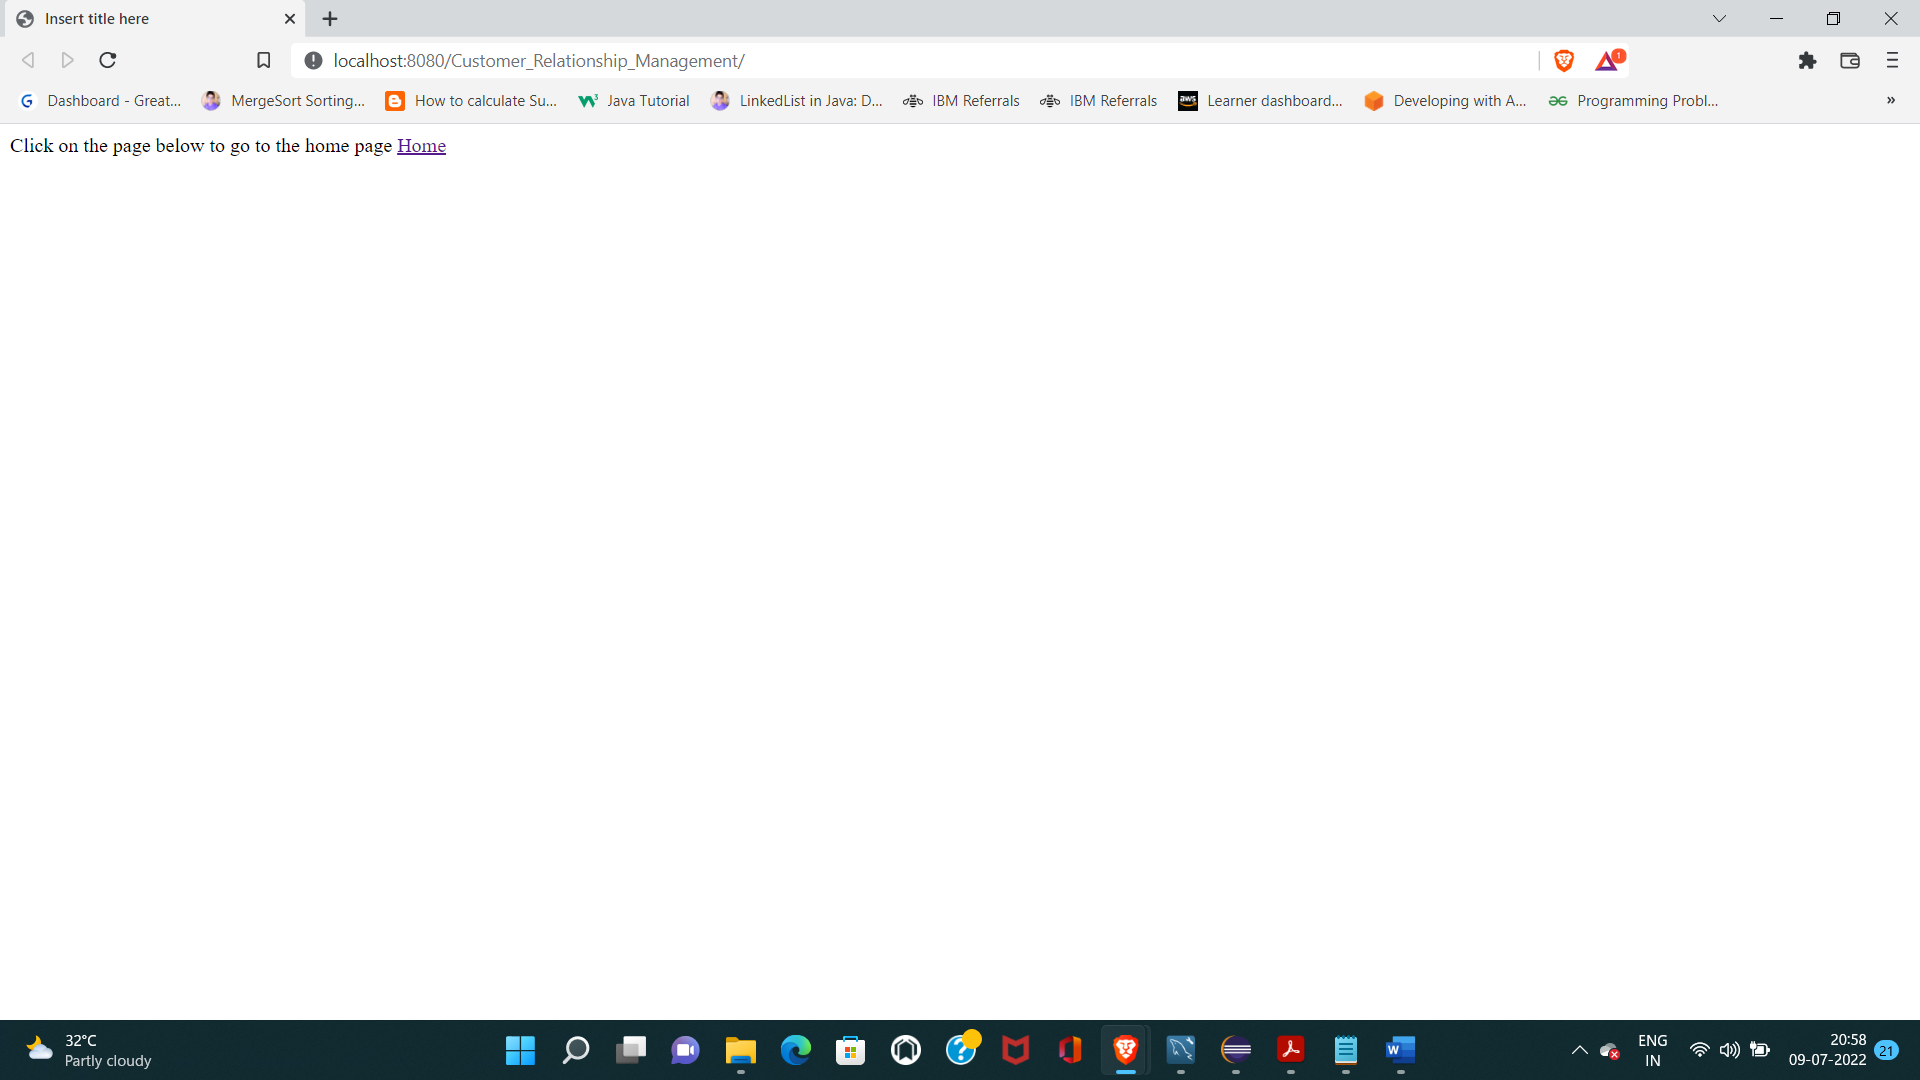 Insert title here
localhost:8080/Customer_Relationship_Management/
1
Dashboard - Great... MergeSort Sorting... How to calculate Su... Java Tutorial LinkedList in Java: D... IBM Referrals IBM Referrals Learner dashboard... Developing with A... Programming Probl... »
Click on the page below to go to the home page Home
32°C
Partly cloudy
ENG
IN
20:58
09-07-2022
21